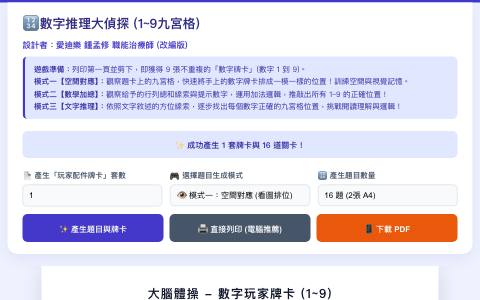 🔢數字推理大偵探 (1~9九宮格)
設計者：愛迪樂 鍾孟修 職能治療師 (改編版)
遊戲準備：列印第一頁並剪下，即獲得 9 張不重複的「數字牌卡」(數字 1 到 9)。
模式一【空間對應】：觀察題卡上的九宮格，快速將手上的數字牌卡排成一模一樣的位置！訓練空間與視覺記憶。
模式二【數學加總】：觀察給予的行列總和線索與提示數字，運用加法邏輯，推敲出所有 1-9 的正確位置！
模式三【文字推理】：依照文字敘述的方位線索，逐步找出每個數字正確的九宮格位置，挑戰閱讀理解與邏輯！
✨ 成功產生 1 套牌卡與 16 道關卡！
📄 產生「玩家配件牌卡」套數
🎮 選擇題目生成模式
🔢 產生題目數量
1
👁️ 模式一：空間對應 (看圖排位)
16 題 (2張 A4)
✨ 產生題目與牌卡
🖨️ 直接列印 (電腦推薦)
📱 下載 PDF
大腦體操 – 數字玩家牌卡 (1~9)